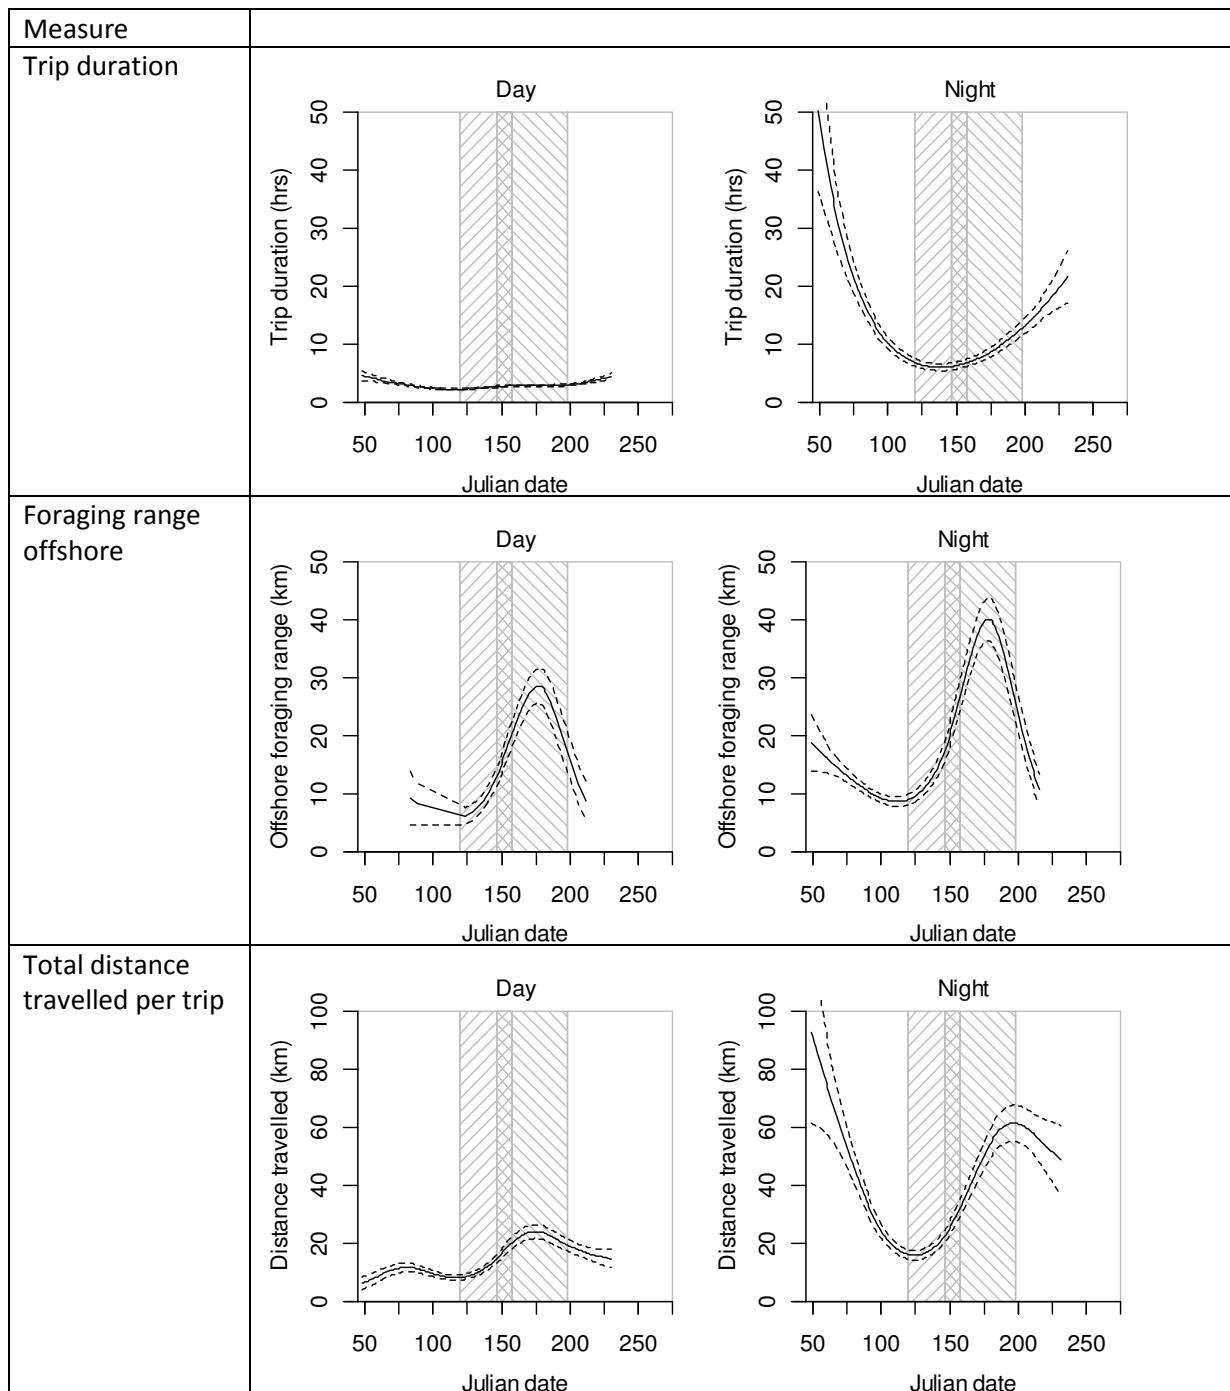 Measure
Trip duration
Day
Trip duration (hrs)
0 10 20 30 40 50
50 100 150 200 250
Julian date
Night
Trip duration (hrs)
0 10 20 30 40 50
50 100 150 200 250
Julian date
Foraging range
offshore
Day
Offshore foraging range (km)
0 10 20 30 40 50
50 100 150 200 250
Julian date
Night
Offshore foraging range (km)
0 10 20 30 40 50
50 100 150 200 250
Julian date
Total distance
travelled per trip
Day
Distance travelled (km)
0 20 40 60 80 100
50 100 150 200 250
Julian date
Night
Distance travelled (km)
0 20 40 60 80 100
50 100 150 200 250
Julian date